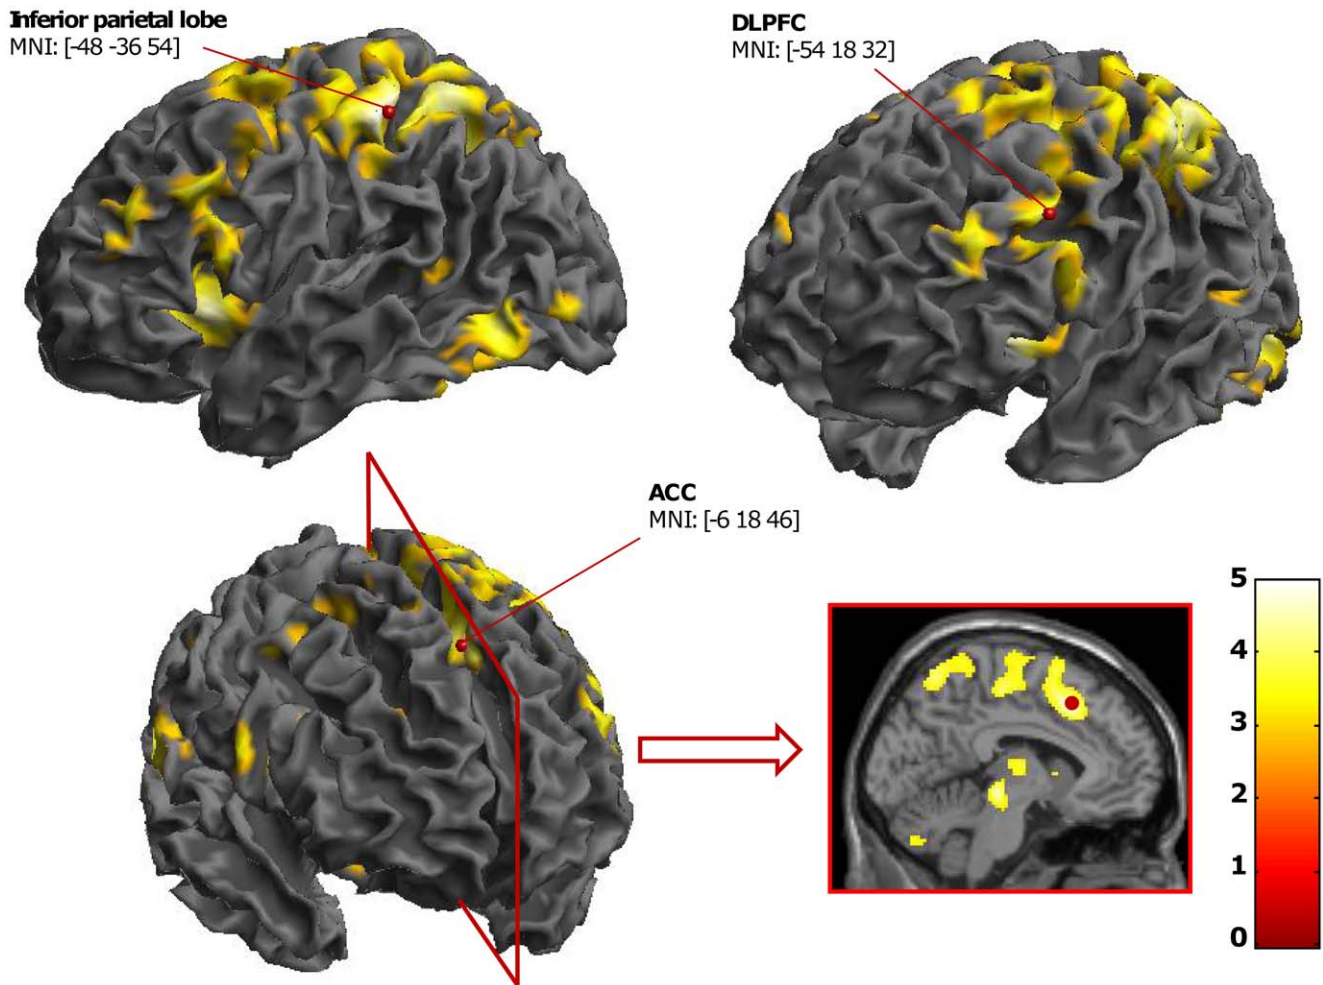 Inferior parietal lobe
MNI: [-48 -36 54]
DLPFC
MNI: [-54 18 32]
ACC
MNI: [-6 18 46]
5
4
3
2
1
0